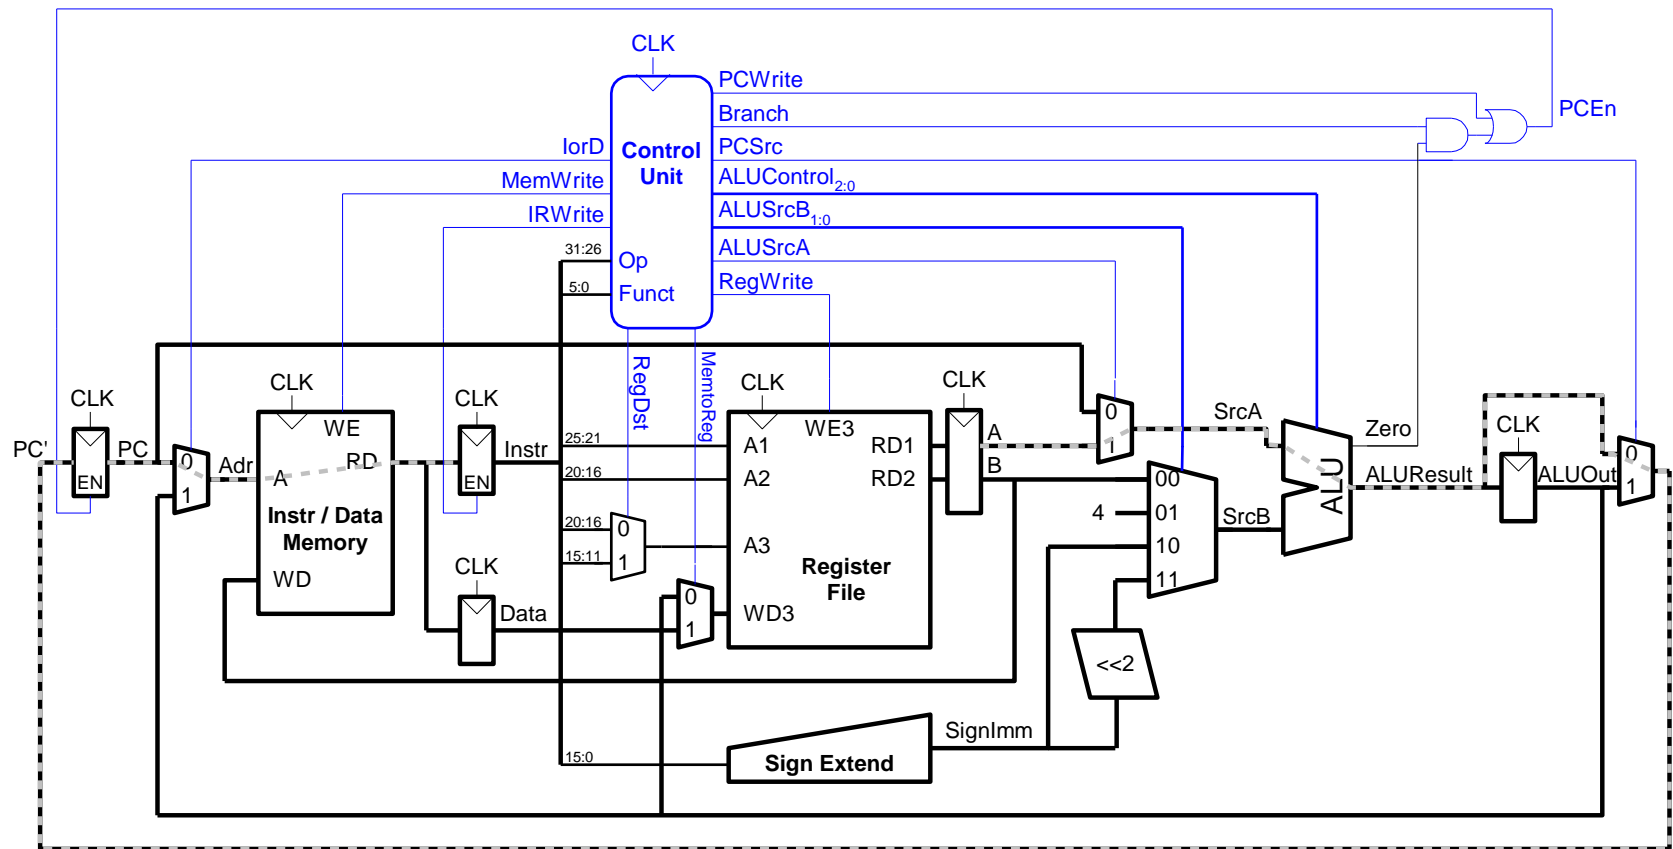 CLK
PCWrite
Branch
PCEn
IorD
Control
Unit
PCSrc
MemWrite
ALUControl2:0
IRWrite
ALUSrcB1:0
31:26
Op
ALUSrcA
5:0
Funct
RegWrite
RegDst
MemtoReg
CLK
CLK
CLK
CLK
CLK
CLK
PC'
PC
EN
0
1
Adr
WE
A
RD
Instr / Data
Memory
WD
EN
Instr
25:21
20:16
20:16
15:11
0
1
CLK
Data
0
1
A1
A2
A3
WD3
WE3
RD1
RD2
Register
File
A
B
0
1
SrcA
00
01
10
11
4
SrcB
ALU
Zero
ALUResult
ALUOut
0
1
<<2
SignImm
15:0
Sign Extend